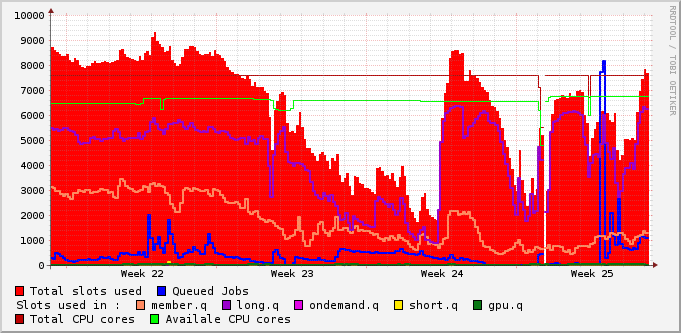 10000
9000
8000
7000
6000
5000
4000
3000
2000
1000
0
Week 22 Week 23 Week 24 Week 25
RRDTOOL / TOBI OETIKER
Total slots used Queued Jobs
Slots used in : member.q long.q ondemand.q short.q gpu.q
Total CPU cores Availale CPU cores